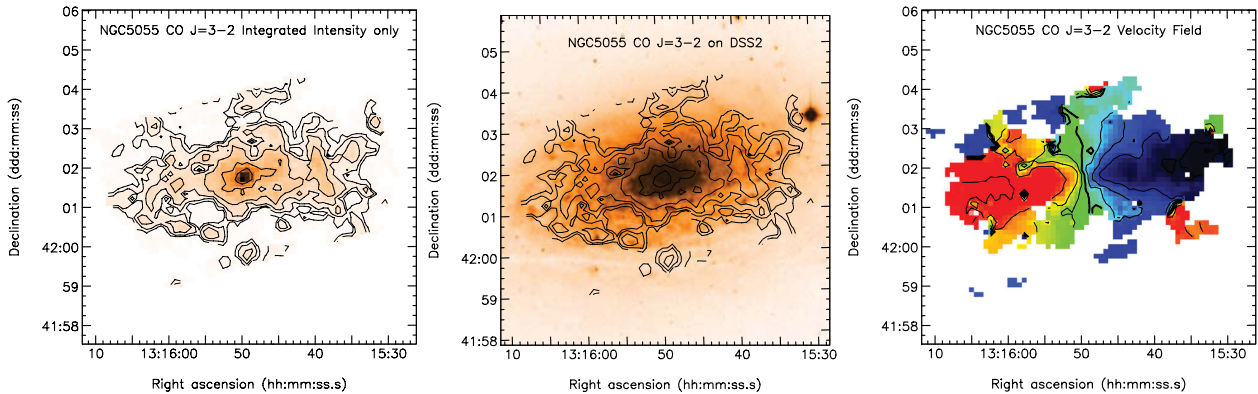 NGC5055 CO J=3-2 Integrated Intensity only
06
05
04
03
02
01
42:00
59
41:58
Declination (ddd:mm:ss)
10 13:16:00 50 40 15:30
Right ascension (hh:mm:ss.s)
NGC5055 CO J=3-2 on DSS2
05
04
03
02
01
42:00
59
41:58
Declination (ddd:mm:ss)
10 13:16:00 50 40 15:30
Right ascension (hh:mm:ss.s)
NGC5055 CO J=3-2 Velocity Field
06
05
04
03
02
01
42:00
59
41:58
Declination (ddd:mm:ss)
10 13:16:00 50 40 15:30
Right ascension (hh:mm:ss.s)